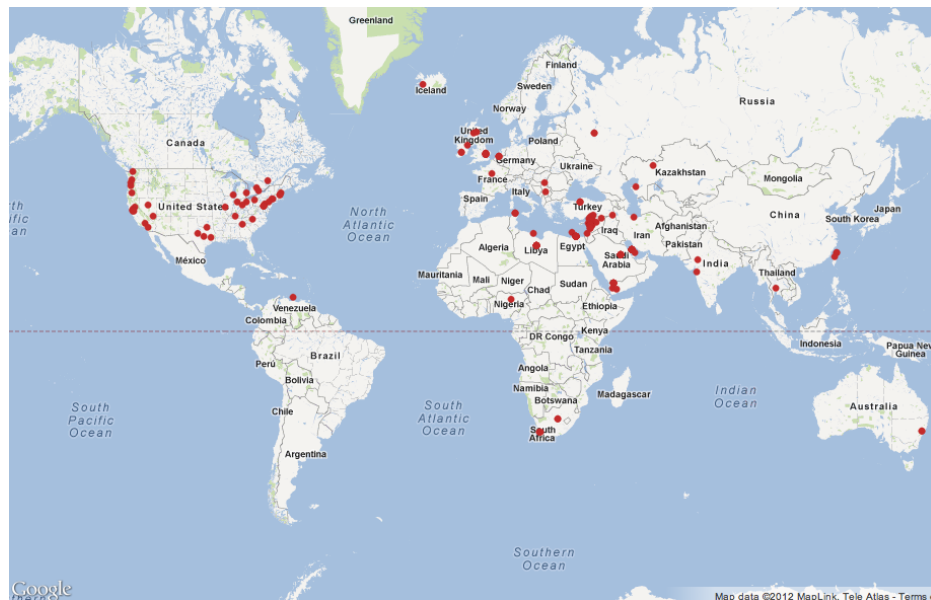 Greenland
Iceland
Finland
Sweden
Norway
Russia
Canada
United
Kingdom
Poland
Germany
Ukraine
Kazakhstan
Mongolia
France
Italy
Spain
Turkey
United States
North
Atlantic
Ocean
China
Japan
South Korea
Afghanistan
Iran
Iraq
Pakistan
México
Algeria
Libya
Egypt
Saudi
Arabia
India
Thailand
Mauritania
Mali
Niger
Chad
Sudan
Nigeria
Ethiopia
Venezuela
Colombia
DR Congo
Kenya
Tanzania
Indonesia
Papua New
Guinea
Perú
Brazil
Bolivia
Angola
Namibia
Botswana
Madagascar
Indian
Ocean
South
Pacific
Ocean
Chile
South
Atlantic
Ocean
South
Africa
Australia
Argentina
Southern
Ocean
Google
Map data ©2012 MapLink, Tele Atlas - Terms